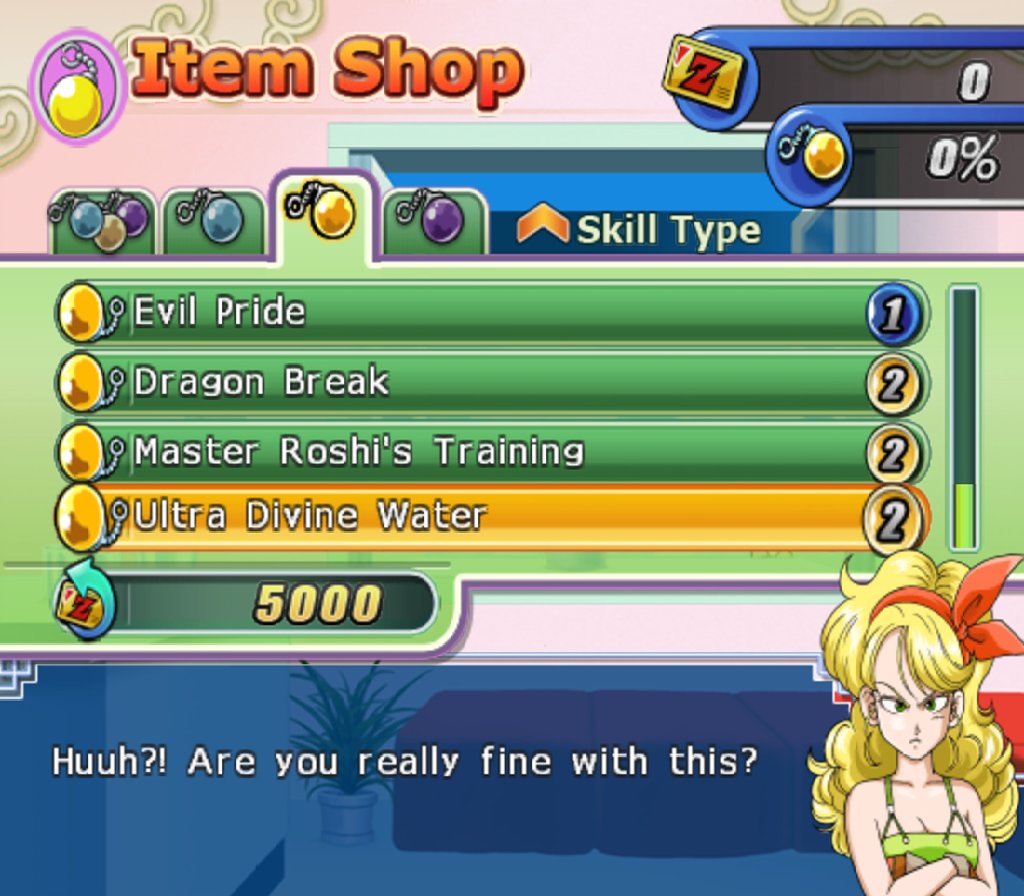 Item Shop
Z 0
0%
Skill Type
Evil Pride 1
Dragon Break 2
Master Roshi's Training 2
Ultra Divine Water 2
Z 5000
Huuh?! Are you really fine with this?